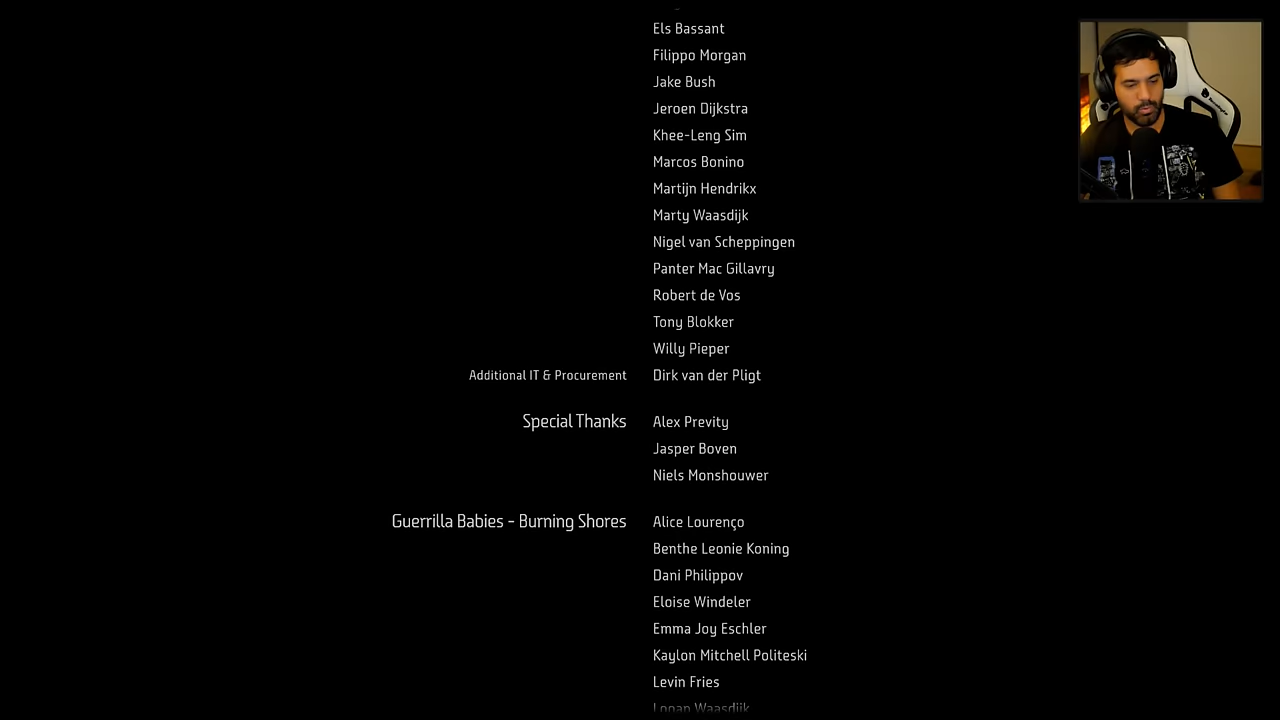 Els Bassant
Filippo Morgan
Jake Bush
Jeroen Dijkstra
Khee-Leng Sim
Marcos Bonino
Martijn Hendrikx
Marty Waasdijk
Nigel van Scheppingen
Panter Mac Gillavry
Robert de Vos
Tony Blokker
Willy Pieper
Additional IT & Procurement Dirk van der Pligt
Special Thanks Alex Previty
Jasper Boven
Niels Monshouwer
Guerrilla Babies - Burning Shores Alice Lourenço
Benthe Leonie Koning
Dani Philippov
Eloise Windeler
Emma Joy Eschler
Kaylon Mitchell Politeski
Levin Fries
Logan Waasdijk